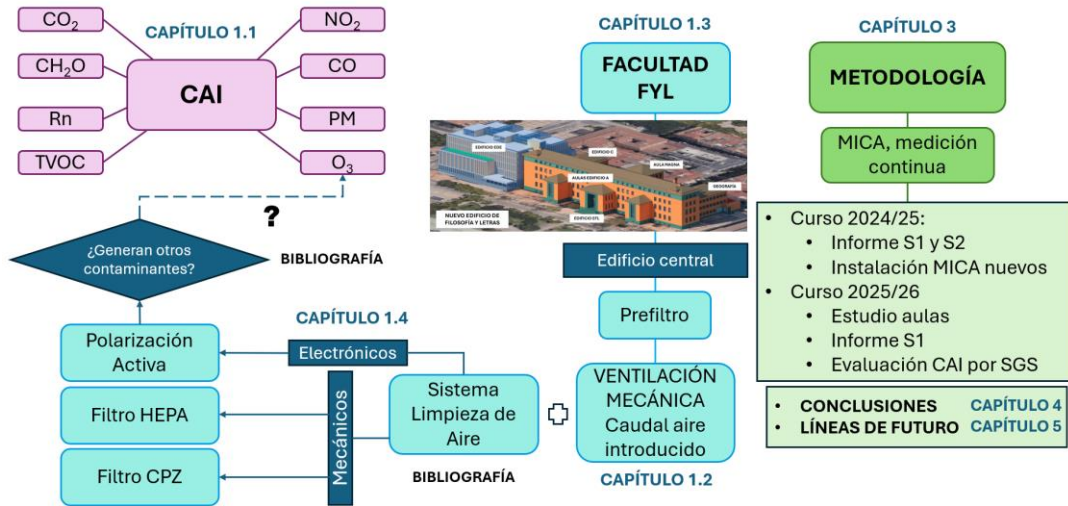 CO2
CAPÍTULO 1.1
NO2
CH2O
CAI
CO
Rn
PM
TVOC
O3
?
¿Generan otros
contaminantes?
BIBLIOGRAFÍA
CAPÍTULO 1.4
Polarización
Activa
Electrónicos
Filtro HEPA
Mecánicos
Filtro CPZ
Sistema
Limpieza de
Aire
BIBLIOGRAFÍA
CAPÍTULO 1.3
FACULTAD
FYL
EDIFICIO C
AULA MAGNA
AULAS EDIFICIO A
GEOGRAFÍA
NUEVO EDIFICIO DE
FILOSOFÍA Y LETRAS
Edificio central
Prefiltro
VENTILACIÓN
MECÁNICA
Caudal aire
introducido
CAPÍTULO 1.2
CAPÍTULO 3
METODOLOGÍA
MICA, medición
continua
• Curso 2024/25:
• Informe S1 y S2
• Instalación MICA nuevos
• Curso 2025/26
• Estudio aulas
• Informe S1
• Evaluación CAI por SGS
• CONCLUSIONES CAPÍTULO 4
• LÍNEAS DE FUTURO CAPÍTULO 5